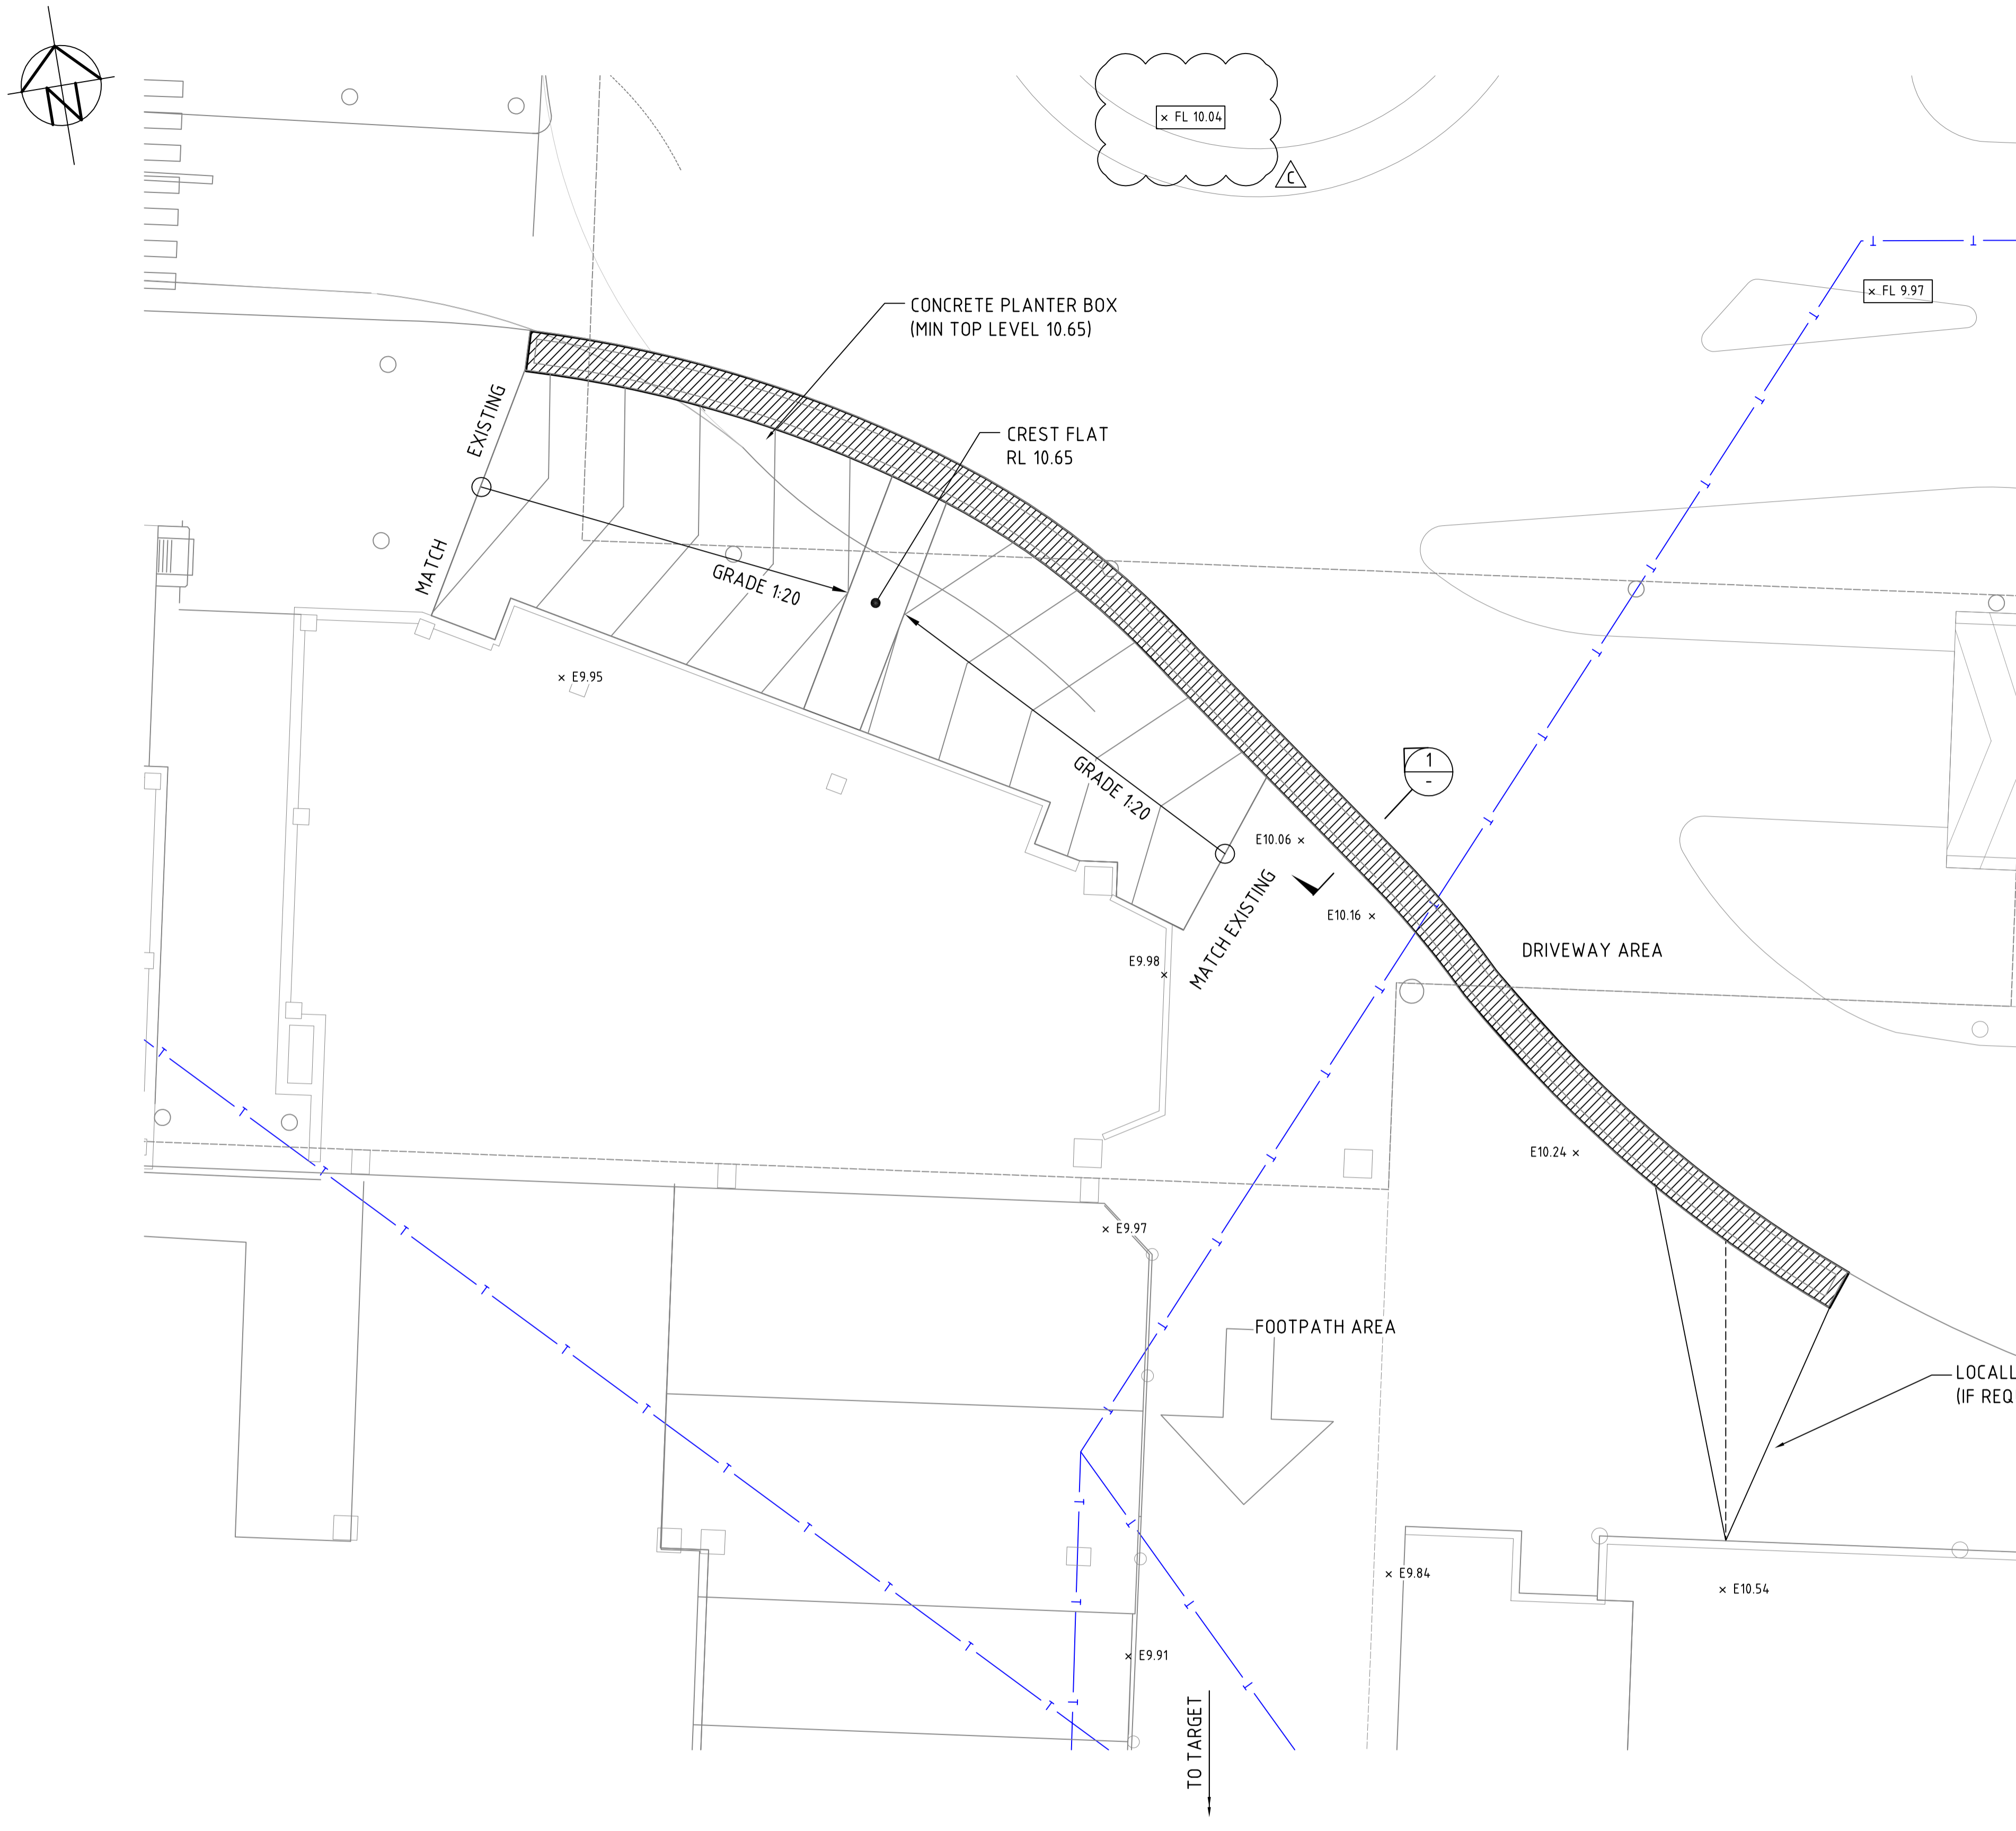 N
× FL 10.04
C
× FL 9.97
CONCRETE PLANTER BOX
(MIN TOP LEVEL 10.65)
CREST FLAT
RL 10.65
MATCH EXISTING
GRADE 1:20
× E9.95
GRADE 1:20
1
-
E10.06 ×
E10.16 ×
MATCH EXISTING
E9.98
×
DRIVEWAY AREA
E10.24 ×
× E9.97
FOOTPATH AREA
LOCALL
(IF REQ
× E9.84
× E10.54
× E9.91
TO TARGET
T T T T T T T T T T T T T T T T T
T T T T T T T T T T T T
T T T
T T T